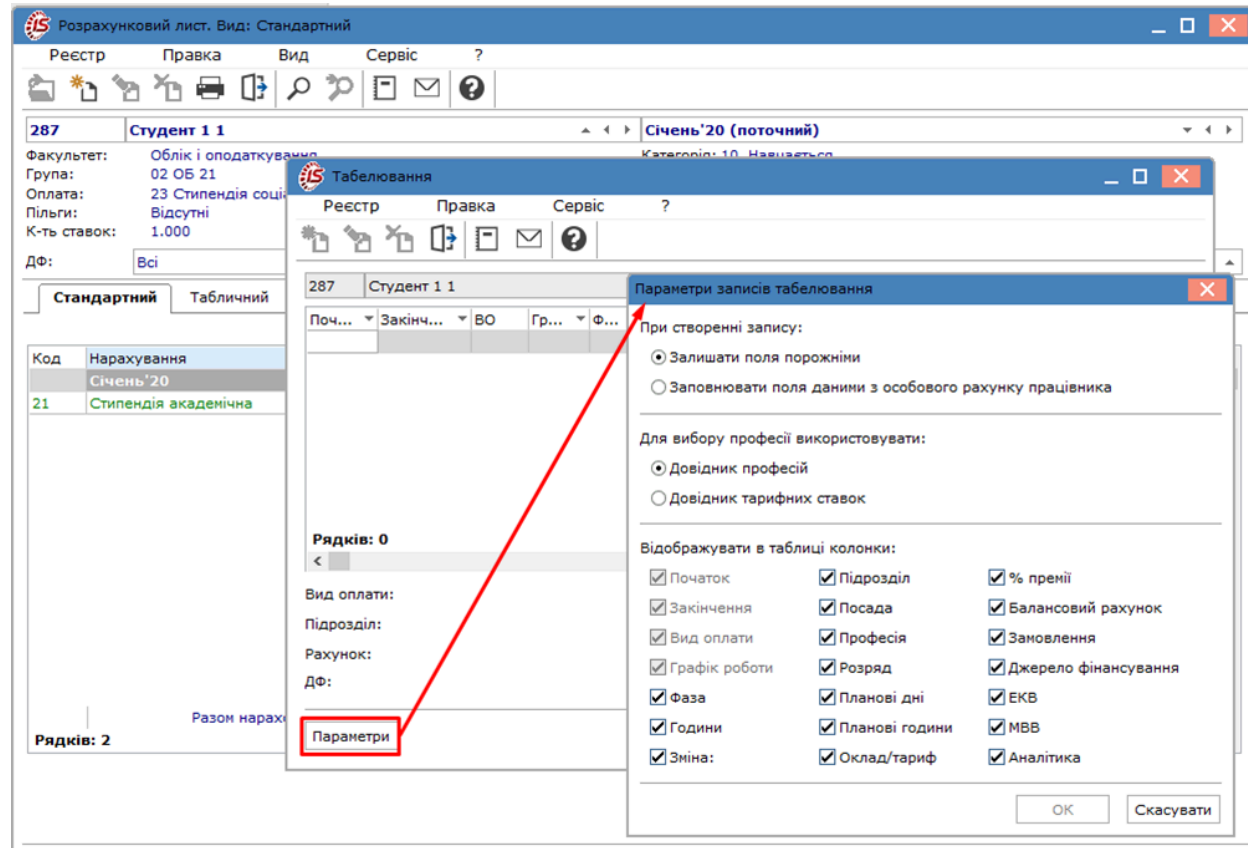 Розрахунковий лист. Вид: Стандартний
Реєстр Правка Вид Сервіс ?
287 Студент 1 1 Січень'20 (поточний)
Факультет: Облік і оподаткування Категорія: 10 Навчається
Група: 02 ОБ 21
Оплата: 23 Стипендія
Пільги: Відсутні
К-ть ставок: 1.000
ДФ: Всі
Стандартний Табличний
Код Нарахування
Січень'20
21 Стипендія академічна
Разом
Рядків: 2
Табелювання
Реєстр Правка Сервіс ?
287 Студент 1 1
Поч... Закінч... ВО Гр... Ф...
Рядків: 0
Вид оплати:
Підрозділ:
Рахунок:
ДФ:
Параметри
Параметри записів табелювання
При створенні запису:
Залишати поля порожніми
Заповнювати поля даними з особового рахунку працівника
Для вибору професії використовувати:
Довідник професій
Довідник тарифних ставок
Відображувати в таблиці колонки:
Початок Підрозділ % премії
Закінчення Посада Балансовий рахунок
Вид оплати Професія Замовлення
Графік роботи Розряд Джерело фінансування
Фаза Планові дні ЕКВ
Години Планові години МВВ
Зміна: Оклад/тариф Аналітика
ОК Скасувати